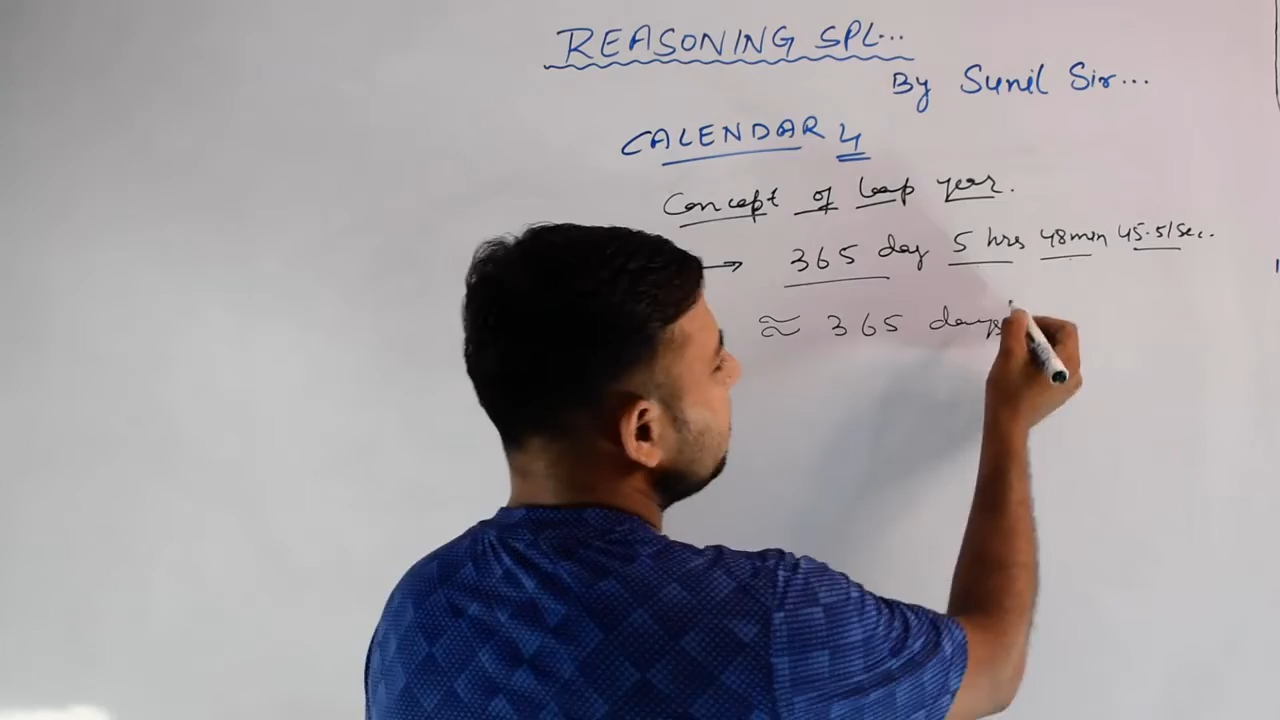 REASONING SPL...
By Sunil Sir...
CALENDAR 4
Concept of leap year.
→ 365 day 5 hrs 48min 45.51sec.
≈ 365 days